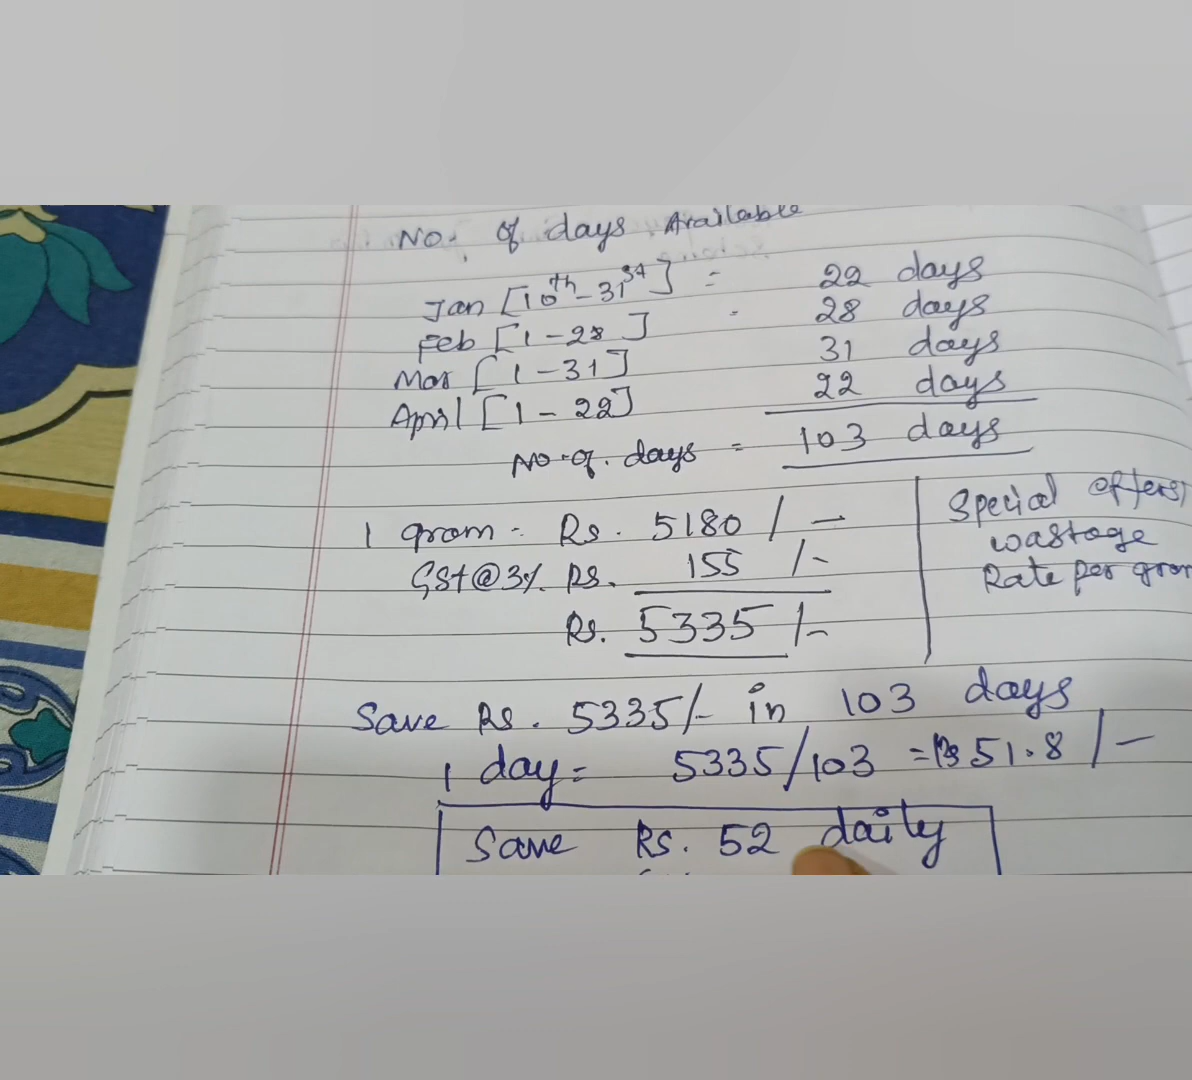 No. of days Available
Jan [10th - 31st] = 22 days
Feb [1 - 28] - 28 days
Mar [1 - 31] 31 days
April [1 - 22] 22 days
No. of. days = 103 days
1 gram - Rs. 5180/-
GST @ 3%. RS. 155/-
Rs. 5335/-
Special offers,
wastage
Rate per gram
Save Rs. 5335/- in 103 days
1 day = 5335/103 = Rs 51.8/-
Save Rs. 52 daily